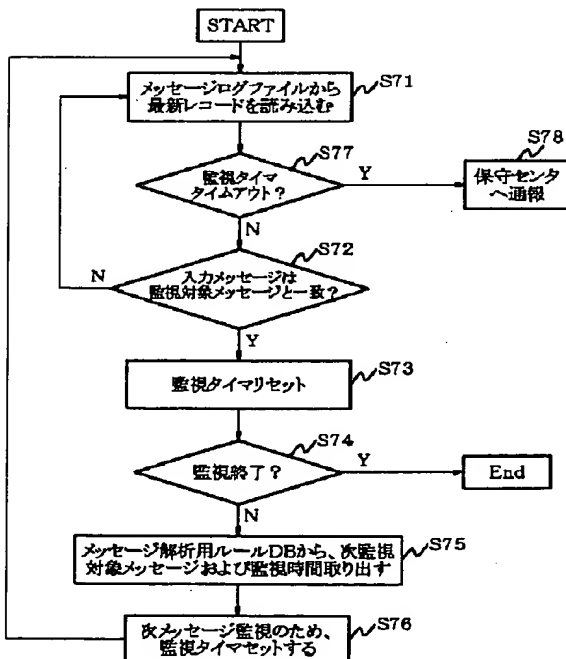 START
メッセージログファイルから
最新レコードを読み込む
S71
監視タイマ
タイムアウト?
S77
Y
保守センタ
へ通報
S78
N
入力メッセージは
監視対象メッセージと一致?
S72
N
Y
監視タイマリセット
S73
監視終了?
S74
Y
End
N
メッセージ解析用ルールDBから、次監視
対象メッセージおよび監視時間取り出す
S75
次メッセージ監視のため、
監視タイマセットする
S76